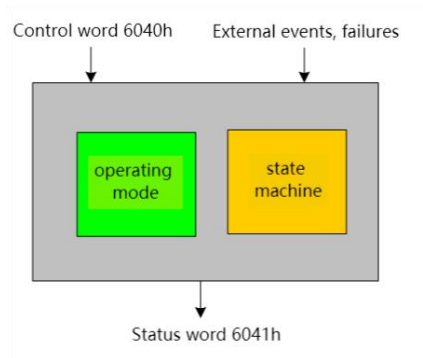 Control word 6040h
External events, failures
operating
mode
state
machine
Status word 6041h